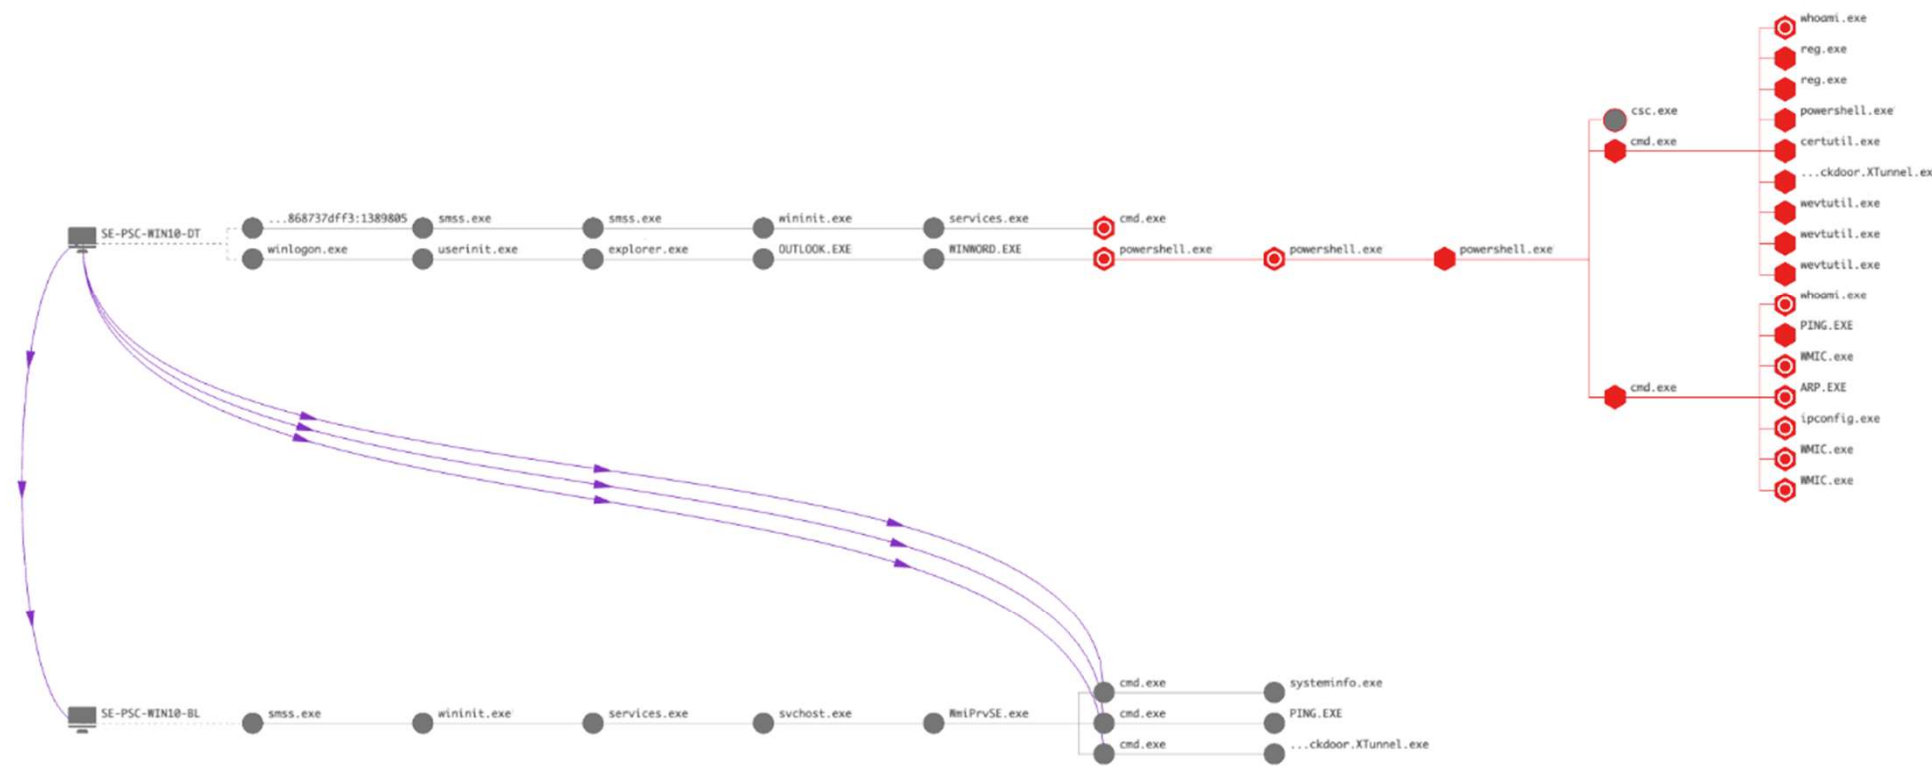 whoami.exe
reg.exe
reg.exe
csc.exe
powershell.exe
cmd.exe
certutil.exe
...ckdoor.XTunnel.ex
wevtutil.exe
SE-PSC-WIN10-DT
...868737dff3:1389805 smss.exe smss.exe wininit.exe services.exe cmd.exe
wevtutil.exe
winlogon.exe userinit.exe explorer.exe OUTLOOK.EXE WINWORD.EXE powershell.exe powershell.exe powershell.exe
wevtutil.exe
whoami.exe
PING.EXE
WMIC.exe
cmd.exe
ARP.EXE
ipconfig.exe
WMIC.exe
WMIC.exe
cmd.exe systeminfo.exe
SE-PSC-WIN10-BL smss.exe wininit.exe services.exe svchost.exe WmiPrvSE.exe cmd.exe PING.EXE
cmd.exe ...ckdoor.XTunnel.exe